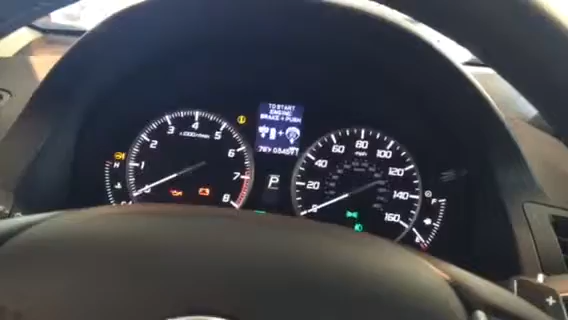 TO START
ENGINE:
BRAKE + PUSH
+
1 2 3 4 5 6 7 8
x1000r/min
H
P
0 20 40 60 80 100 120 140 160
mph
F
+